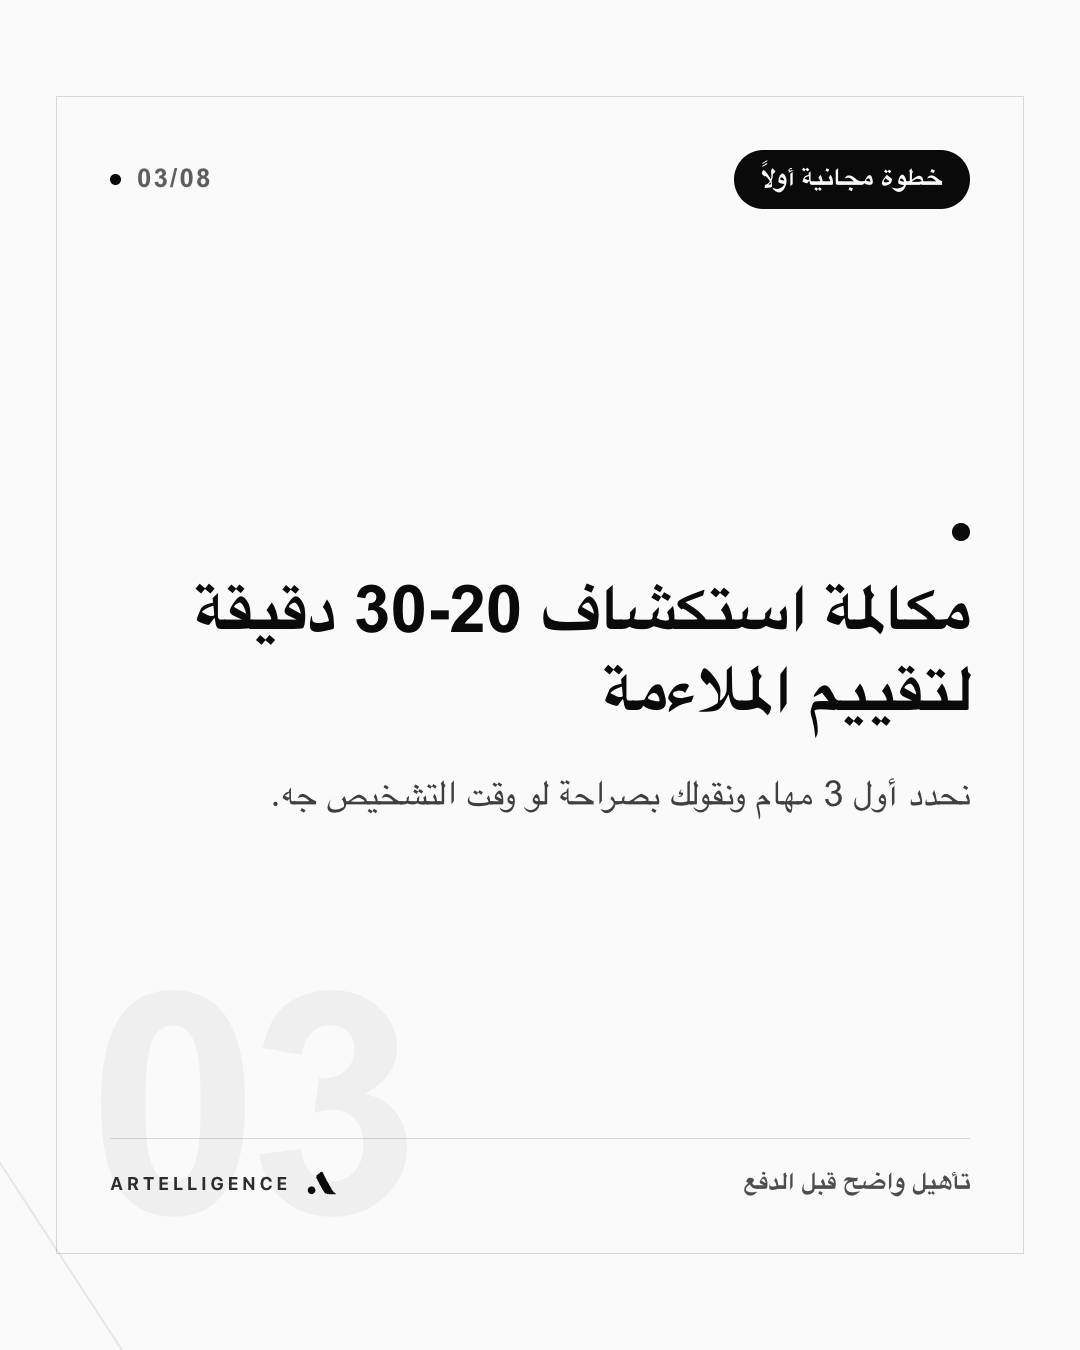 خطوة مجانية أولاً
03/08
مكالمة استكشاف 20-30 دقيقة
لتقييم الملاءمة
نحدد أول 3 مهام ونقولك بصراحة لو وقت التشخيص جه.
03
تأهيل واضح قبل الدفع
ARTELLIGENCE